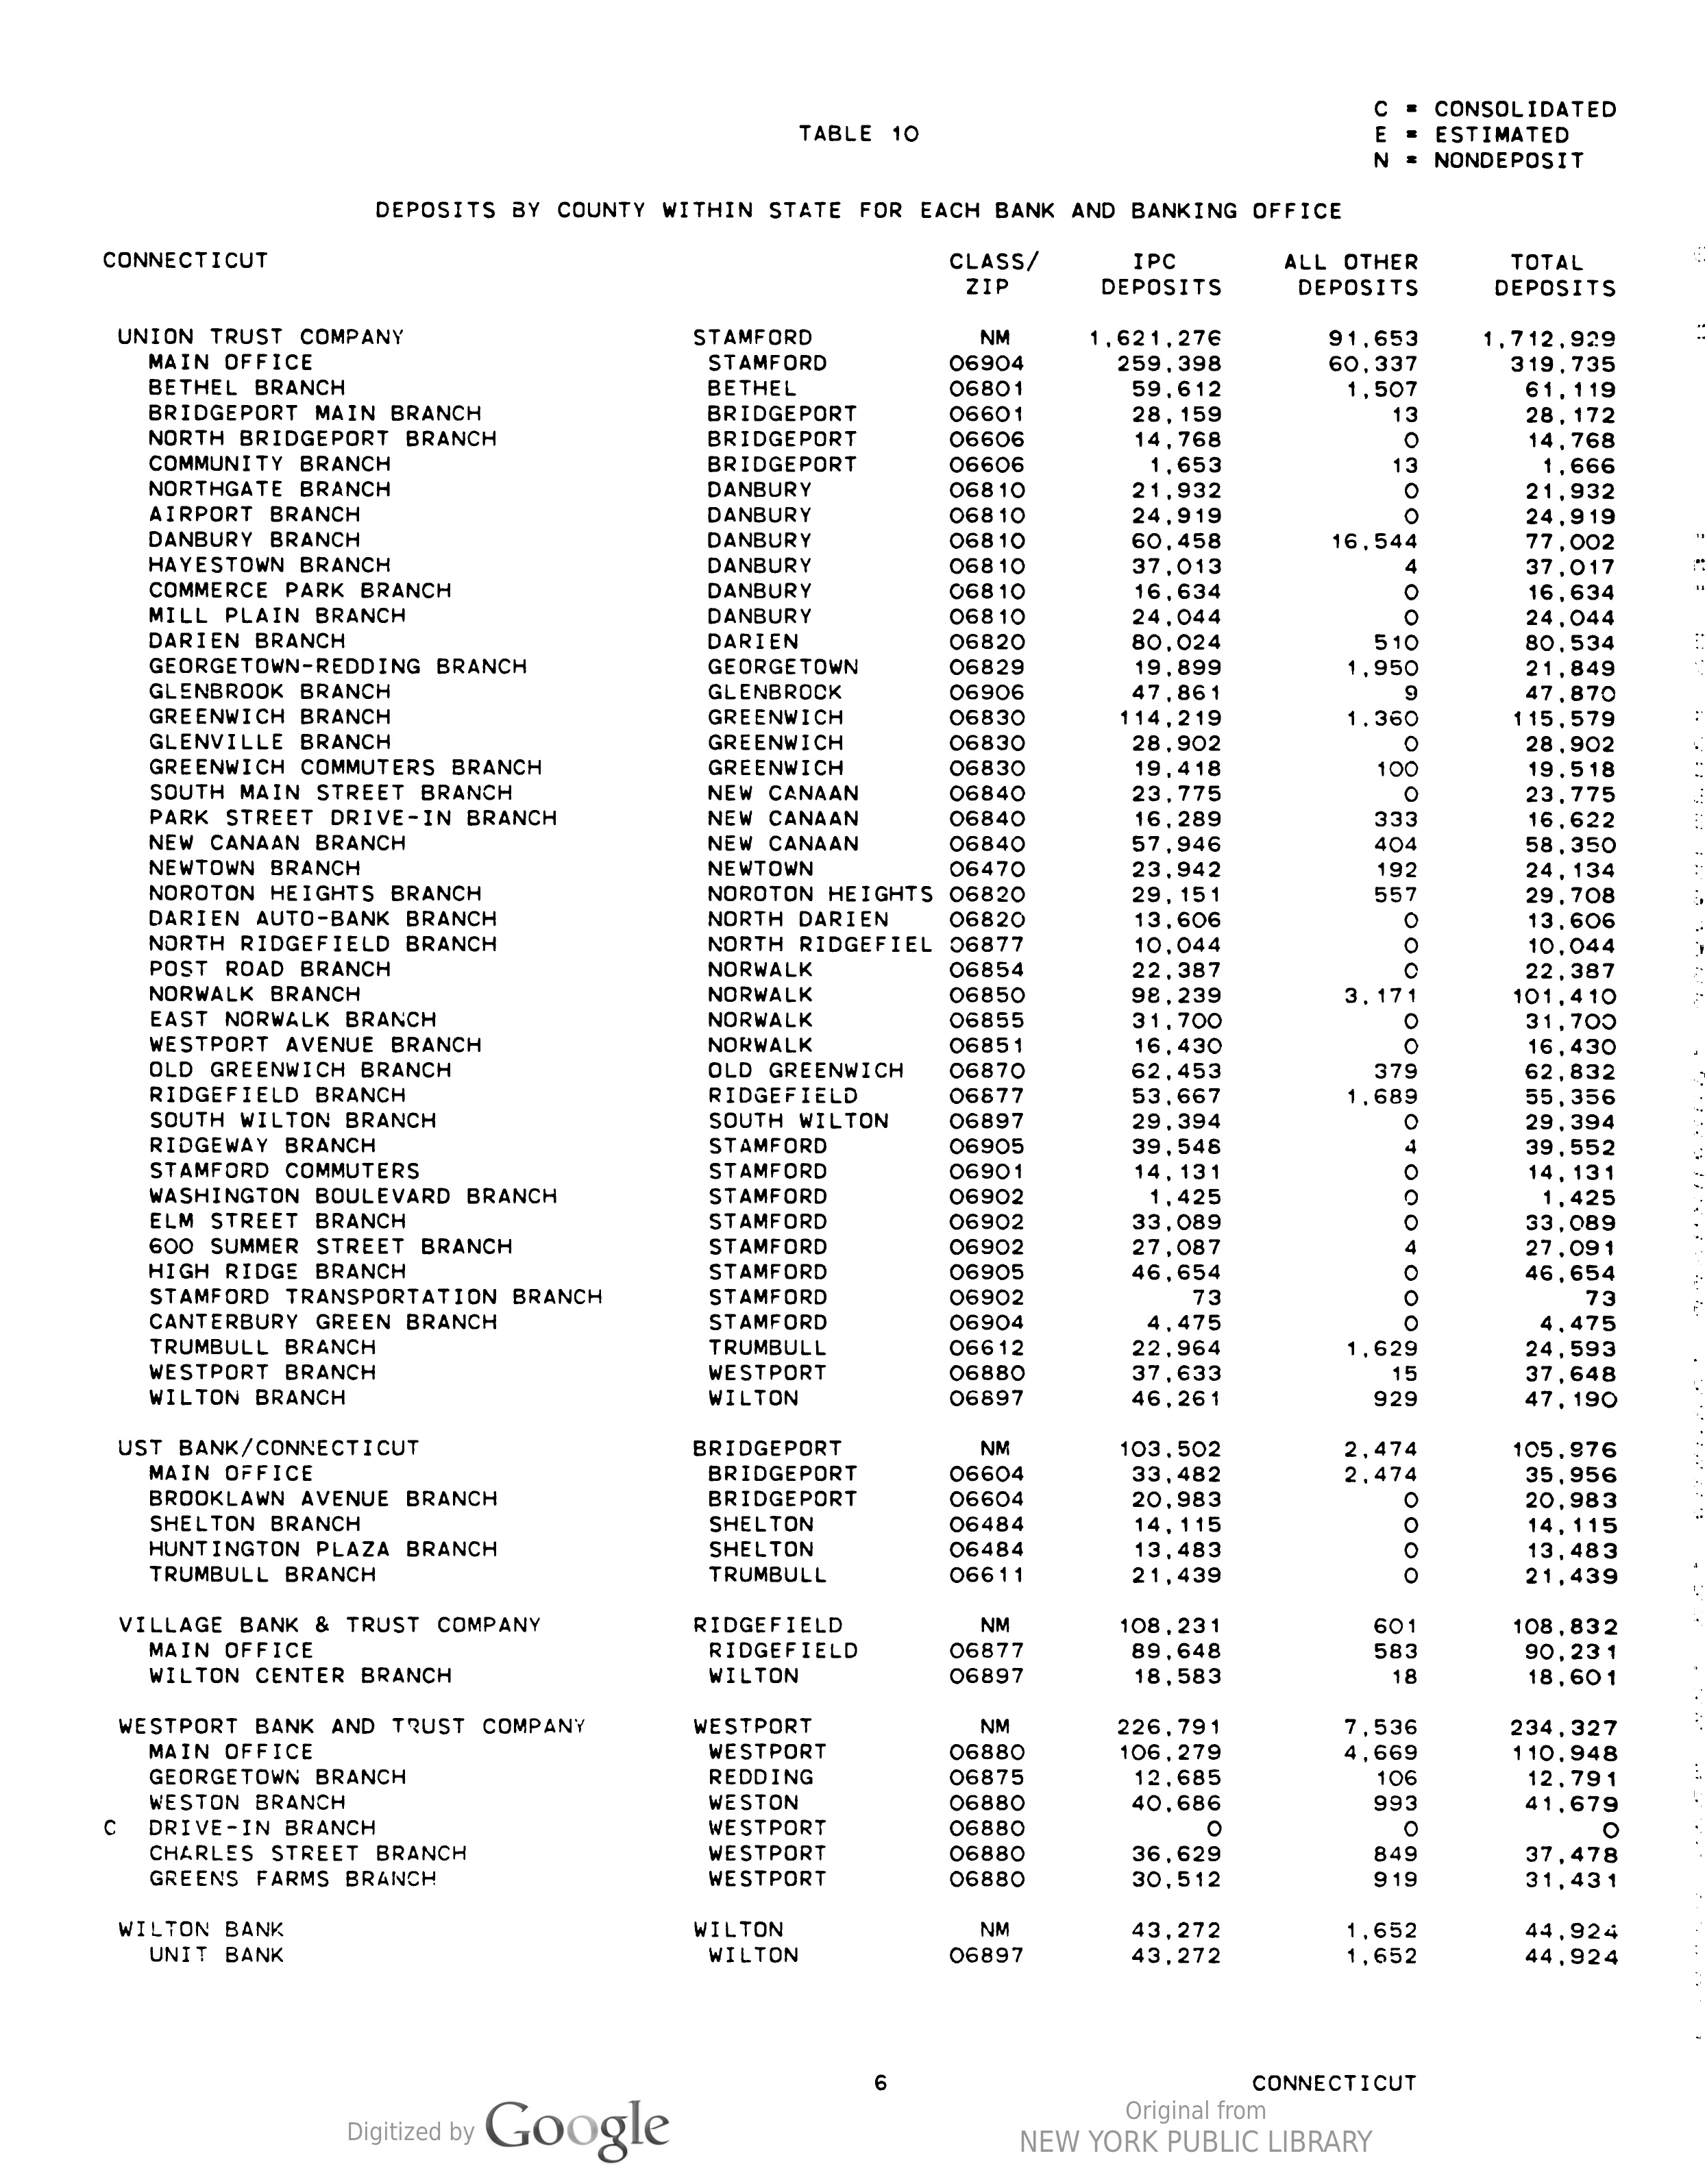 C = CONSOLIDATED
TABLE 10 E = ESTIMATED
N = NONDEPOSIT
DEPOSITS BY COUNTY WITHIN STATE FOR EACH BANK AND BANKING OFFICE
CONNECTICUT CLASS/ IPC ALL OTHER TOTAL
ZIP DEPOSITS DEPOSITS DEPOSITS
UNION TRUST COMPANY STAMFORD NM 1,621,276 91,653 1,712,929
MAIN OFFICE STAMFORD 06904 259,398 60,337 319,735
BETHEL BRANCH BETHEL 06801 59,612 1,507 61,119
BRIDGEPORT MAIN BRANCH BRIDGEPORT 06601 28,159 13 28,172
NORTH BRIDGEPORT BRANCH BRIDGEPORT 06606 14,768 0 14,768
COMMUNITY BRANCH BRIDGEPORT 06606 1,653 13 1,666
NORTHGATE BRANCH DANBURY 06810 21,932 0 21,932
AIRPORT BRANCH DANBURY 06810 24,919 0 24,919
DANBURY BRANCH DANBURY 06810 60,458 16,544 77,002
HAYESTOWN BRANCH DANBURY 06810 37,013 4 37,017
COMMERCE PARK BRANCH DANBURY 06810 16,634 0 16,634
MILL PLAIN BRANCH DANBURY 06810 24,044 0 24,044
DARIEN BRANCH DARIEN 06820 80,024 510 80,534
GEORGETOWN-REDDING BRANCH GEORGETOWN 06829 19,899 1,950 21,849
GLENBROOK BRANCH GLENBROCK 06906 47,861 9 47,870
GREENWICH BRANCH GREENWICH 06830 114,219 1,360 115,579
GLENVILLE BRANCH GREENWICH 06830 28,902 0 28,902
GREENWICH COMMUTERS BRANCH GREENWICH 06830 19,418 100 19,518
SOUTH MAIN STREET BRANCH NEW CANAAN 06840 23,775 0 23,775
PARK STREET DRIVE-IN BRANCH NEW CANAAN 06840 16,289 333 16,622
NEW CANAAN BRANCH NEW CANAAN 06840 57,946 404 58,350
NEWTOWN BRANCH NEWTOWN 06470 23,942 192 24,134
NOROTON HEIGHTS BRANCH NOROTON HEIGHTS 06820 29,151 557 29,708
DARIEN AUTO-BANK BRANCH NORTH DARIEN 06820 13,606 0 13,606
NORTH RIDGEFIELD BRANCH NORTH RIDGEFIEL 06877 10,044 0 10,044
POST ROAD BRANCH NORWALK 06854 22,387 0 22,387
NORWALK BRANCH NORWALK 06850 98,239 3,171 101,410
EAST NORWALK BRANCH NORWALK 06855 31,700 0 31,700
WESTPORT AVENUE BRANCH NORWALK 06851 16,430 0 16,430
OLD GREENWICH BRANCH OLD GREENWICH 06870 62,453 379 62,832
RIDGEFIELD BRANCH RIDGEFIELD 06877 53,667 1,689 55,356
SOUTH WILTON BRANCH SOUTH WILTON 06897 29,394 0 29,394
RIDGEWAY BRANCH STAMFORD 06905 39,548 4 39,552
STAMFORD COMMUTERS STAMFORD 06901 14,131 0 14,131
WASHINGTON BOULEVARD BRANCH STAMFORD 06902 1,425 0 1,425
ELM STREET BRANCH STAMFORD 06902 33,089 0 33,089
600 SUMMER STREET BRANCH STAMFORD 06902 27,087 4 27,091
HIGH RIDGE BRANCH STAMFORD 06905 46,654 0 46,654
STAMFORD TRANSPORTATION BRANCH STAMFORD 06902 73 0 73
CANTERBURY GREEN BRANCH STAMFORD 06904 4,475 0 4,475
TRUMBULL BRANCH TRUMBULL 06612 22,964 1,629 24,593
WESTPORT BRANCH WESTPORT 06880 37,633 15 37,648
WILTON BRANCH WILTON 06897 46,261 929 47,190
UST BANK/CONNECTICUT BRIDGEPORT NM 103,502 2,474 105,976
MAIN OFFICE BRIDGEPORT 06604 33,482 2,474 35,956
BROOKLAWN AVENUE BRANCH BRIDGEPORT 06604 20,983 0 20,983
SHELTON BRANCH SHELTON 06484 14,115 0 14,115
HUNTINGTON PLAZA BRANCH SHELTON 06484 13,483 0 13,483
TRUMBULL BRANCH TRUMBULL 06611 21,439 0 21,439
VILLAGE BANK & TRUST COMPANY RIDGEFIELD NM 108,231 601 108,832
MAIN OFFICE RIDGEFIELD 06877 89,648 583 90,231
WILTON CENTER BRANCH WILTON 06897 18,583 18 18,601
WESTPORT BANK AND TRUST COMPANY WESTPORT NM 226,791 7,536 234,327
MAIN OFFICE WESTPORT 06880 106,279 4,669 110,948
GEORGETOWN BRANCH REDDING 06875 12,685 106 12,791
WESTON BRANCH WESTON 06880 40,686 993 41,679
C DRIVE-IN BRANCH WESTPORT 06880 0 0 0
CHARLES STREET BRANCH WESTPORT 06880 36,629 849 37,478
GREENS FARMS BRANCH WESTPORT 06880 30,512 919 31,431
WILTON BANK WILTON NM 43,272 1,652 44,924
UNIT BANK WILTON 06897 43,272 1,652 44,924
6 CONNECTICUT
Digitized by Google
Original from
NEW YORK PUBLIC LIBRARY